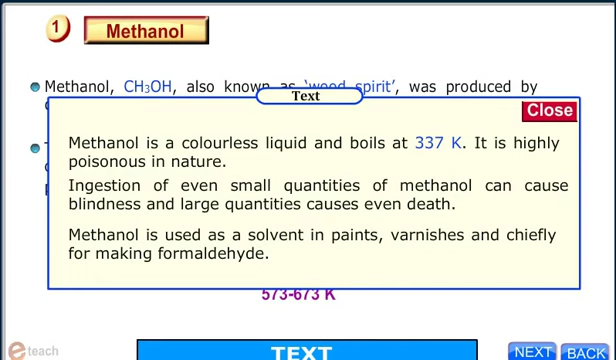 1 Methanol
Methanol, CH3OH, also known as 'wood spirit', was produced by
Text
Close
Methanol is a colourless liquid and boils at 337 K. It is highly
poisonous in nature.
Ingestion of even small quantities of methanol can cause
blindness and large quantities causes even death.
Methanol is used as a solvent in paints, varnishes and chiefly
for making formaldehyde.
573-673 K
e teach
TEXT
NEXT BACK